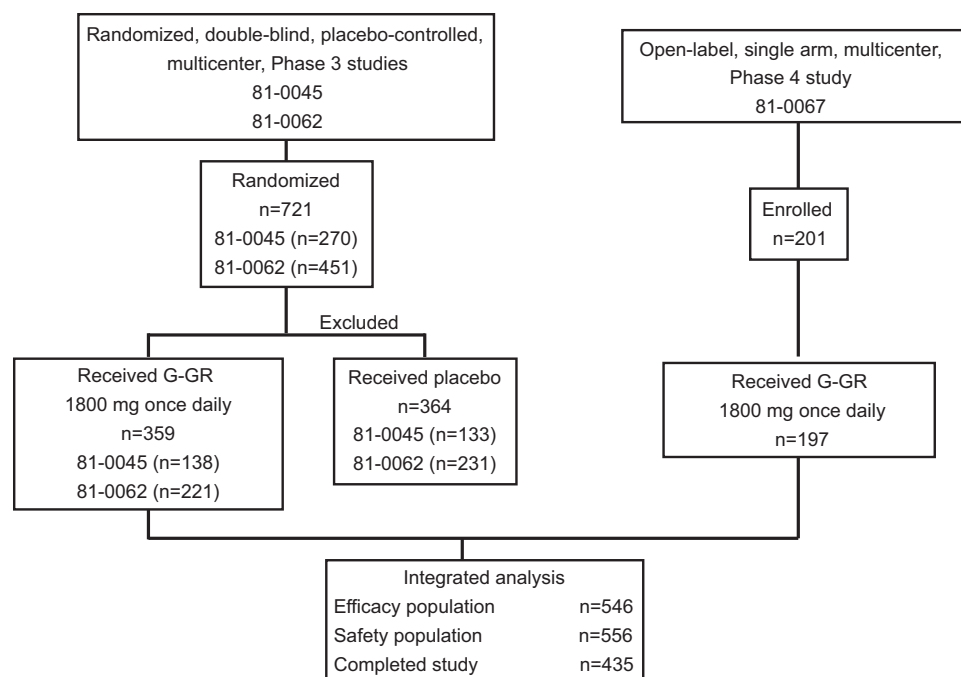 Randomized, double-blind, placebo-controlled,
multicenter, Phase 3 studies
81-0045
81-0062
Open-label, single arm, multicenter,
Phase 4 study
81-0067
Randomized
n=721
81-0045 (n=270)
81-0062 (n=451)
Enrolled
n=201
Excluded
Received G-GR
1800 mg once daily
n=359
81-0045 (n=138)
81-0062 (n=221)
Received placebo
n=364
81-0045 (n=133)
81-0062 (n=231)
Received G-GR
1800 mg once daily
n=197
Integrated analysis
Efficacy population n=546
Safety population n=556
Completed study n=435